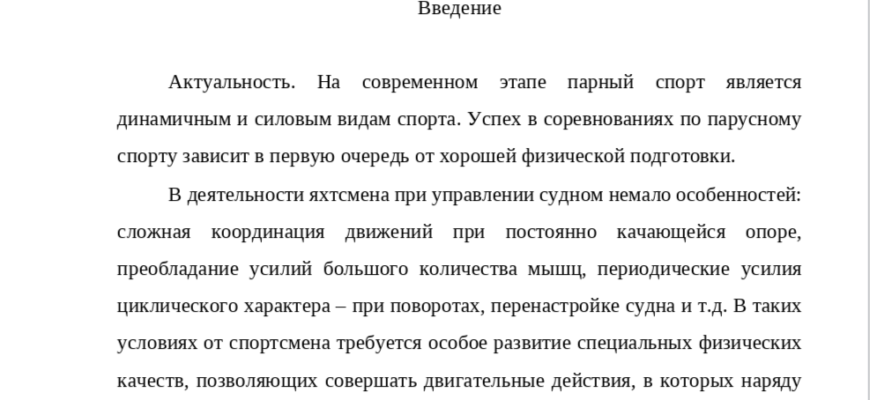 Введение
Актуальность. На современном этапе парный спорт является
динамичным и силовым видам спорта. Успех в соревнованиях по парусному
спорту зависит в первую очередь от хорошей физической подготовки.
В деятельности яхтсмена при управлении судном немало особенностей:
сложная координация движений при постоянно качающейся опоре,
преобладание усилий большого количества мышц, периодические усилия
циклического характера – при поворотах, перенастройке судна и т.д. В таких
условиях от спортсмена требуется особое развитие специальных физических
качеств, позволяющих совершать двигательные действия, в которых наряду